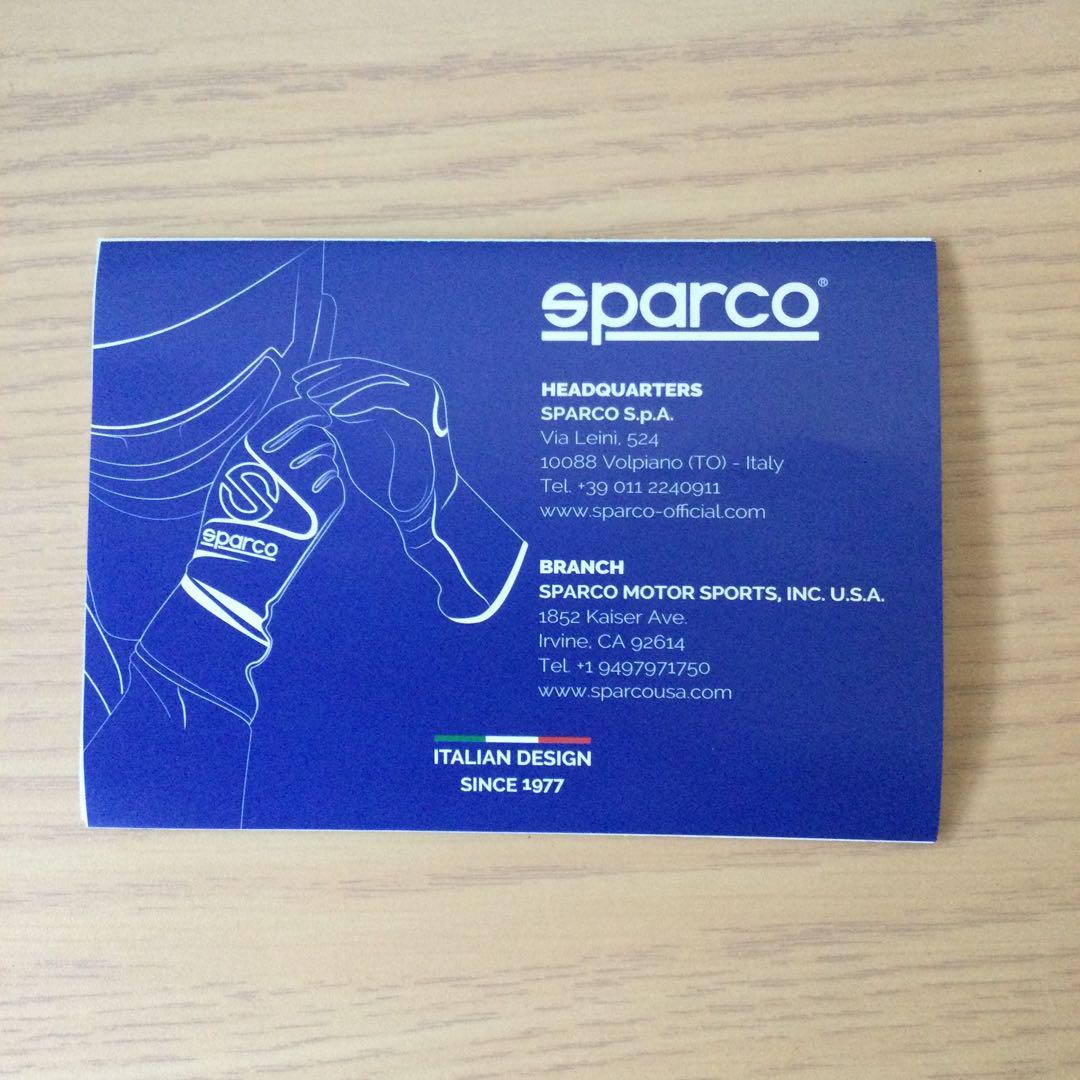 sparco®
HEADQUARTERS
SPARCO S.p.A.
Via Leinì, 524
10088 Volpiano (TO) - Italy
Tel. +39 011 2240911
www.sparco-official.com
sparco
BRANCH
SPARCO MOTOR SPORTS, INC. U.S.A.
1852 Kaiser Ave.
Irvine, CA 92614
Tel. +1 9497971750
www.sparcousa.com
ITALIAN DESIGN
SINCE 1977